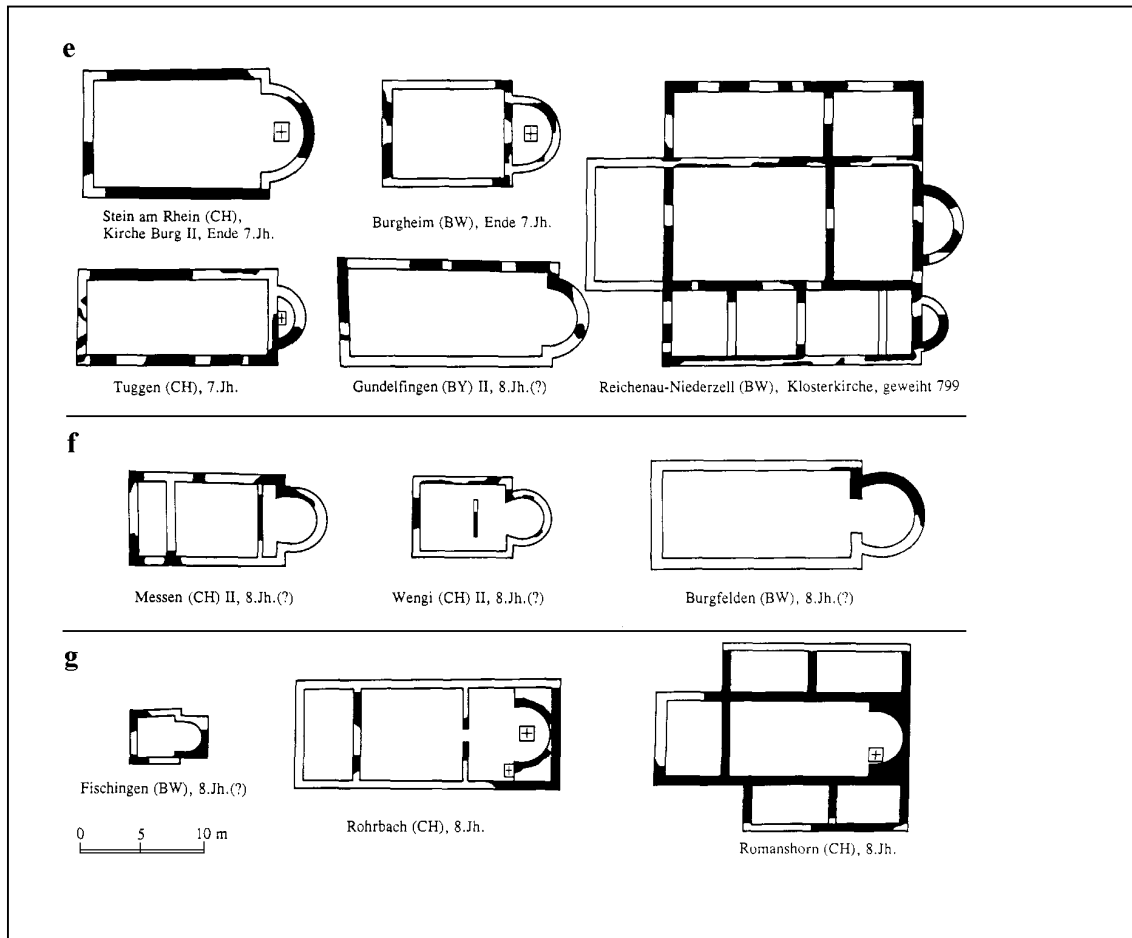 e
Stein am Rhein (CH),
Kirche Burg II, Ende 7.Jh.
Burgheim (BW), Ende 7.Jh.
Tuggen (CH), 7.Jh.
Gundelfingen (BY) II, 8.Jh.(?)
Reichenau-Niederzell (BW), Klosterkirche, geweiht 799
f
Messen (CH) II, 8.Jh.(?)
Wengi (CH) II, 8.Jh.(?)
Burgfelden (BW), 8.Jh.(?)
g
Fischingen (BW), 8.Jh.(?)
0 5 10 m
Rohrbach (CH), 8.Jh.
Romanshorn (CH), 8.Jh.